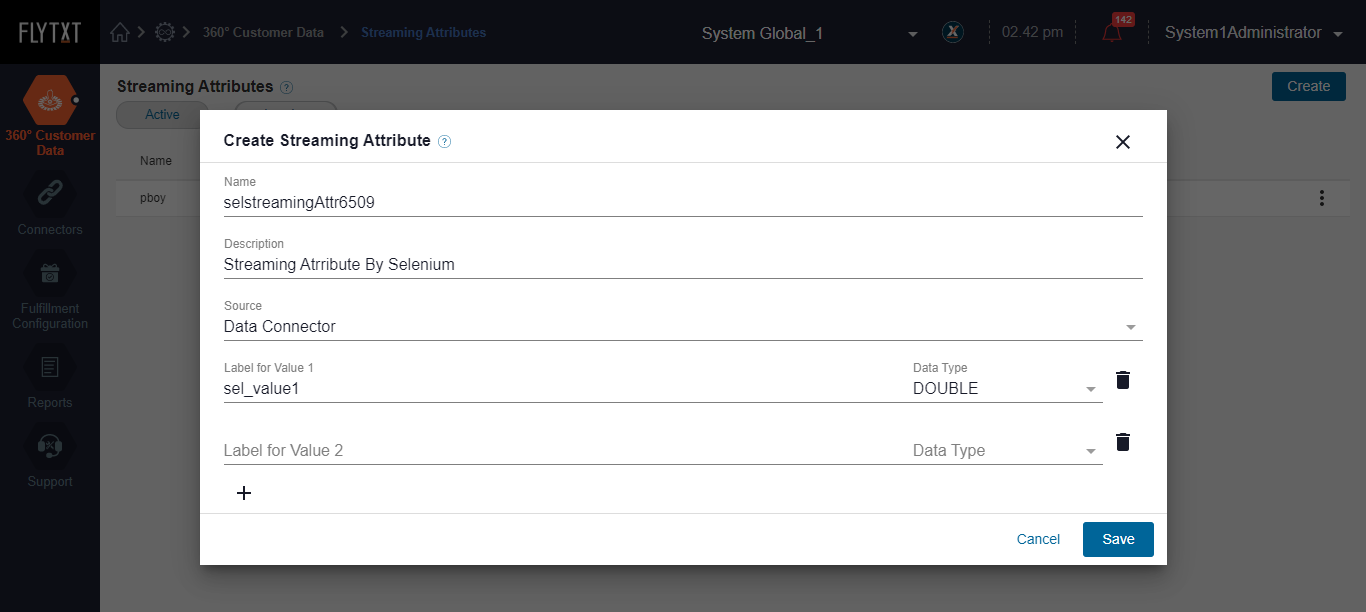 FLYTXT
360° Customer Data
Streaming Attributes
System Global_1
02.42 pm
142
System1Administrator
Streaming Attributes ?
Create
Active
360° Customer
Data
Name
pboy
Connectors
Fulfillment
Configuration
Reports
Support
Create Streaming Attribute ?
Name
selstreamingAttr6509
Description
Streaming Atrribute By Selenium
Source
Data Connector
Label for Value 1
Data Type
sel_value1
DOUBLE
Label for Value 2
Data Type
Cancel
Save